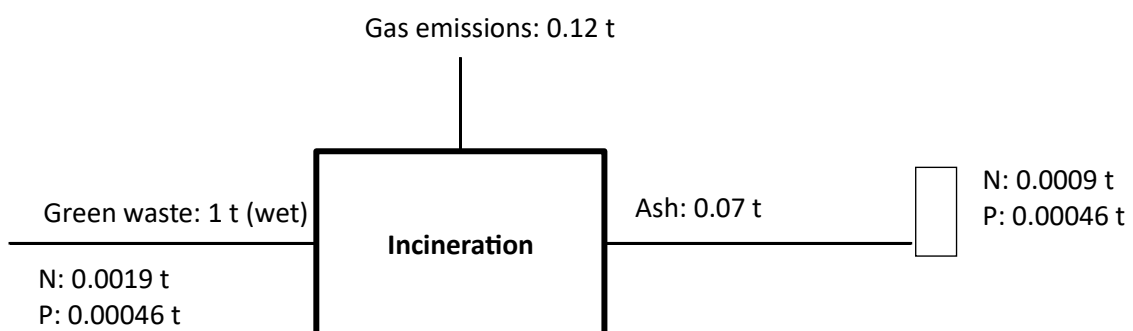 Gas emissions: 0.12 t
Green waste: 1 t (wet)
N: 0.0019 t
P: 0.00046 t
Incineration
Ash: 0.07 t
N: 0.0009 t
P: 0.00046 t